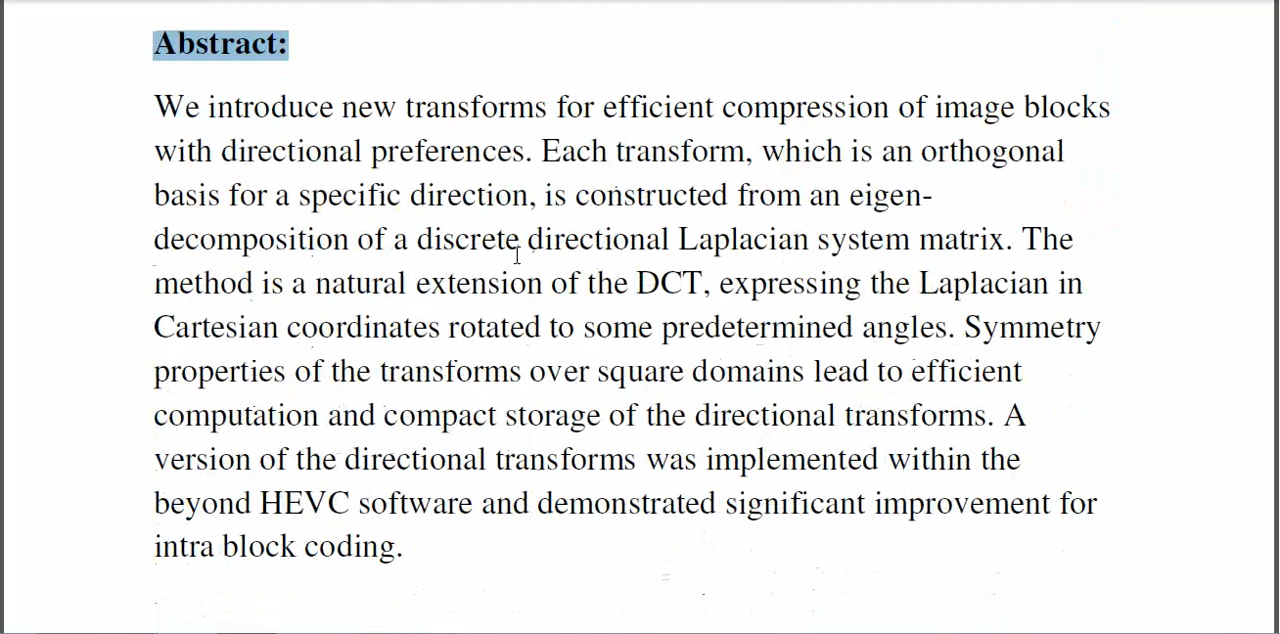 Abstract:
We introduce new transforms for efficient compression of image blocks
with directional preferences. Each transform, which is an orthogonal
basis for a specific direction, is constructed from an eigen-
decomposition of a discrete directional Laplacian system matrix. The
method is a natural extension of the DCT, expressing the Laplacian in
Cartesian coordinates rotated to some predetermined angles. Symmetry
properties of the transforms over square domains lead to efficient
computation and compact storage of the directional transforms. A
version of the directional transforms was implemented within the
beyond HEVC software and demonstrated significant improvement for
intra block coding.